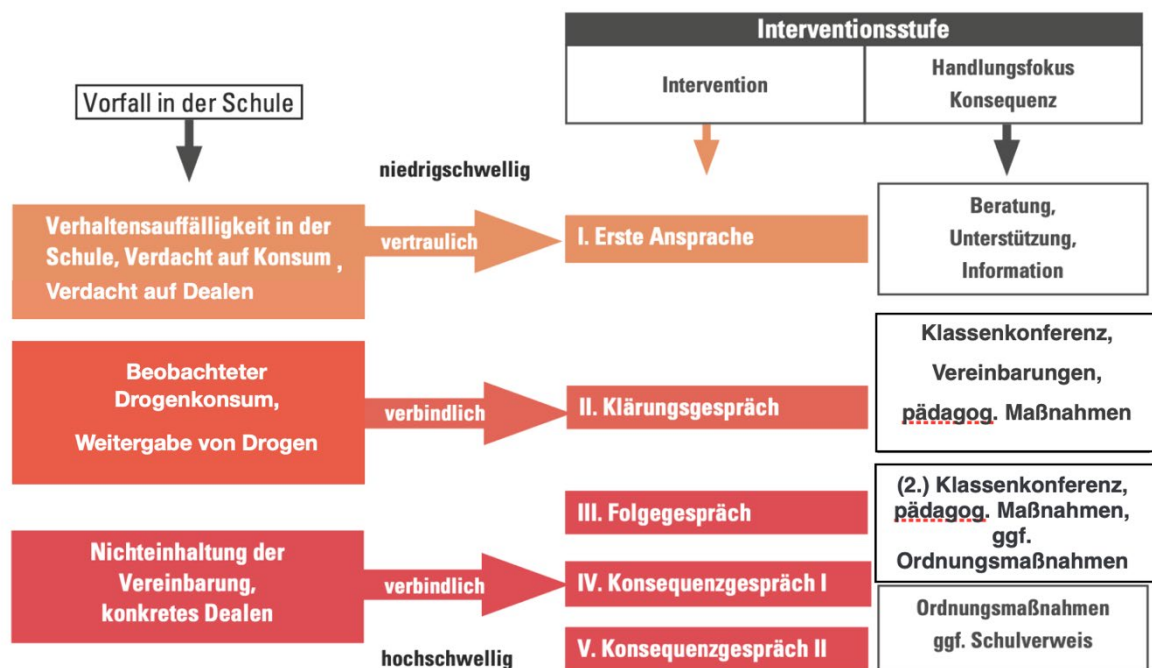 Interventionsstufe
Intervention
Handlungsfokus
Konsequenz
Vorfall in der Schule
niedrigschwellig
Verhaltensauffälligkeit in der
Schule, Verdacht auf Konsum ,
Verdacht auf Dealen
vertraulich
I. Erste Ansprache
Beratung,
Unterstützung,
Information
Beobachteter
Drogenkonsum,
Weitergabe von Drogen
verbindlich
II. Klärungsgespräch
Klassenkonferenz,
Vereinbarungen,
pädagog. Maßnahmen
Nichteinhaltung der
Vereinbarung,
konkretes Dealen
verbindlich
III. Folgegespräch
IV. Konsequenzgespräch I
V. Konsequenzgespräch II
(2.) Klassenkonferenz,
pädagog. Maßnahmen,
ggf.
Ordnungsmaßnahmen
Ordnungsmaßnahmen
ggf. Schulverweis
hochschwellig